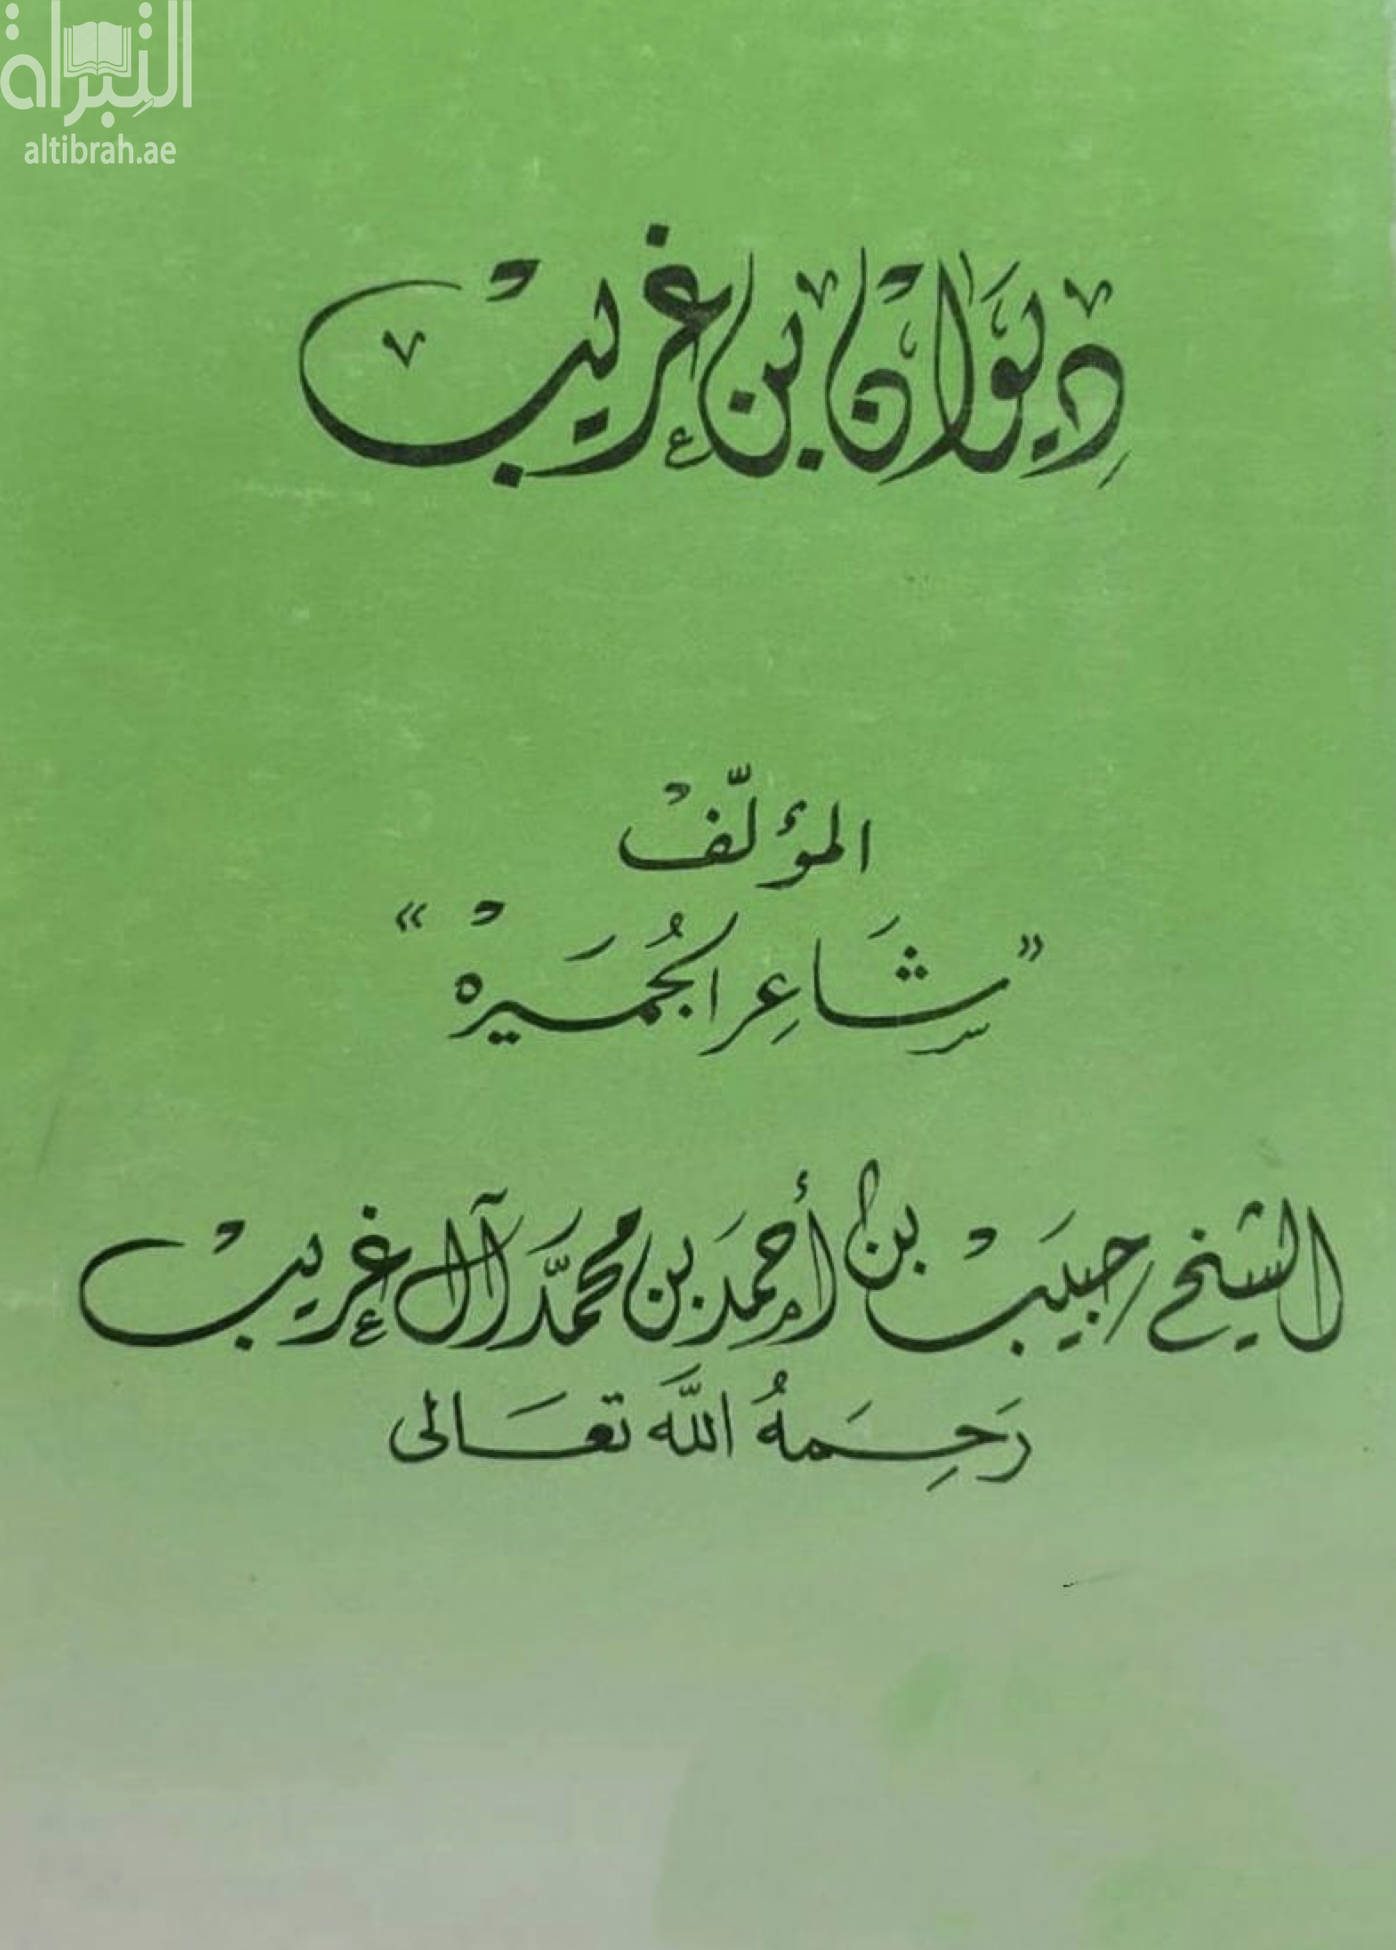 التبراة
altibrah.ae
ديوان بن غريب
المؤلف
"شاعر الجميره"
الشيخ حبيب بن أحمد بن محمد آل غريب
رحمه الله تعالى